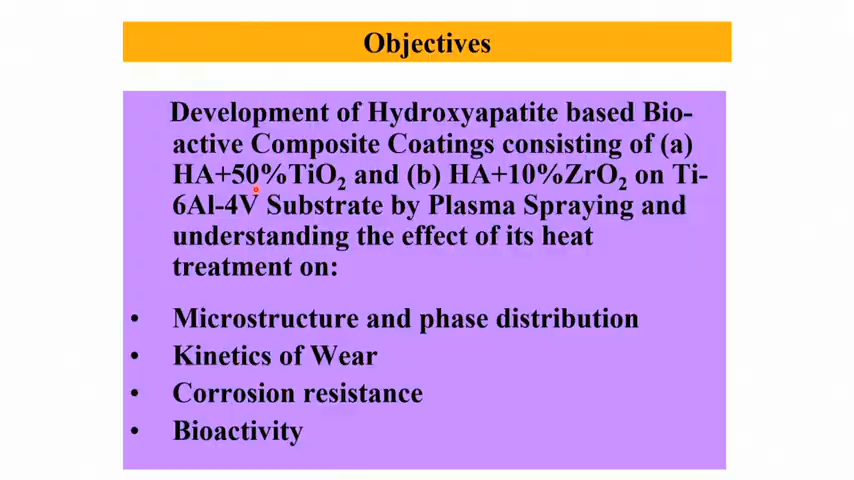 Objectives
Development of Hydroxyapatite based Bio-
active Composite Coatings consisting of (a)
HA+50%TiO₂ and (b) HA+10%ZrO₂ on Ti-
6Al-4V Substrate by Plasma Spraying and
understanding the effect of its heat
treatment on:
• Microstructure and phase distribution
• Kinetics of Wear
• Corrosion resistance
• Bioactivity